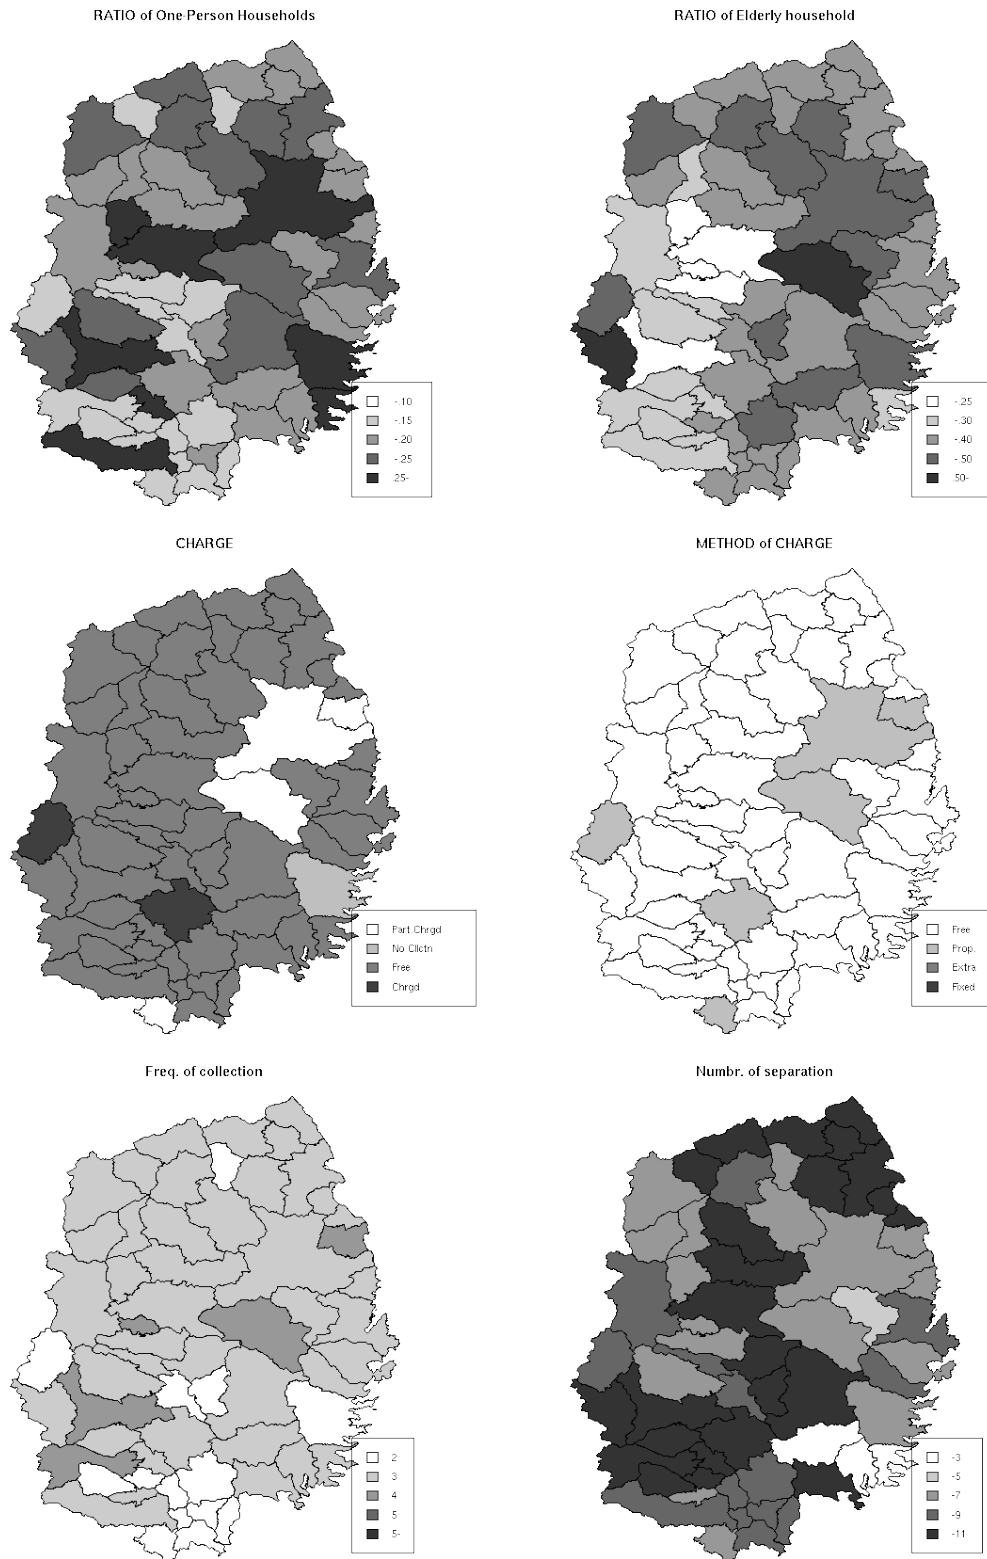 RATIO of One-Person Households
RATIO of Elderly household
-.10
-.15
-.20
-.25
.25-
-.25
-.30
-.40
-.50
.50-
CHARGE
METHOD of CHARGE
Part.Chrgd
No Cllctn
Free
Chrgd
Free
Prop.
Extra
Fixed
Freq. of collection
Numbr. of separation
2
3
4
5
5-
-3
-5
-7
-9
-11